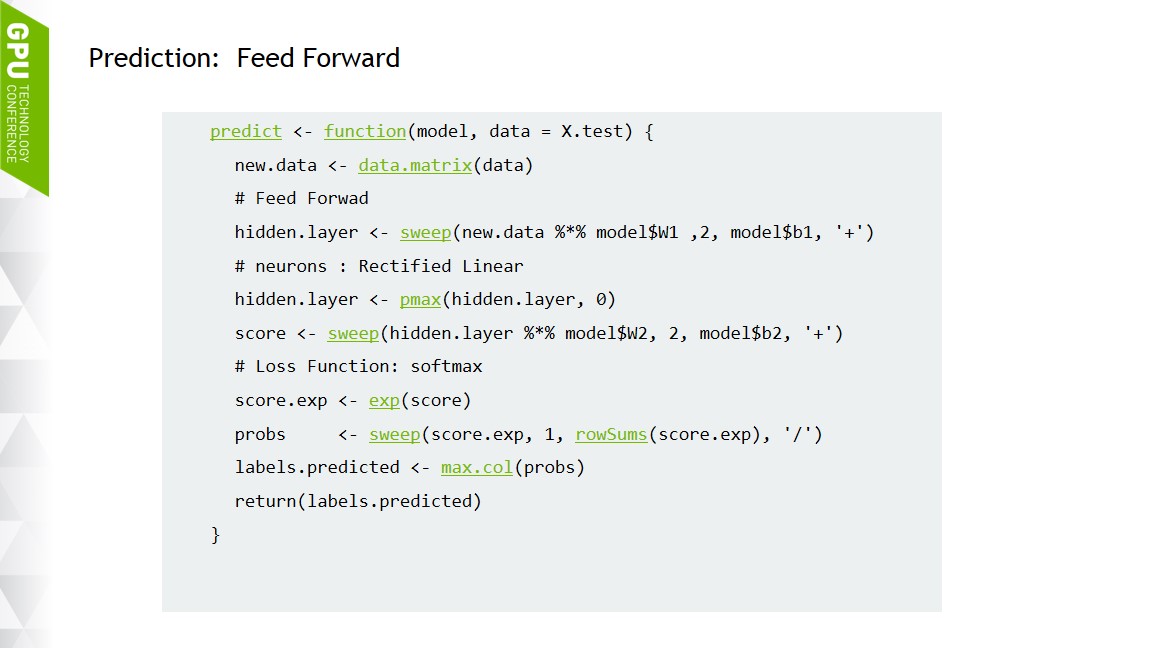 GPU TECHNOLOGY
CONFERENCE
Prediction: Feed Forward
predict <- function(model, data = X.test) {
new.data <- data.matrix(data)
# Feed Forwad
hidden.layer <- sweep(new.data %*% model$W1 ,2, model$b1, '+')
# neurons : Rectified Linear
hidden.layer <- pmax(hidden.layer, 0)
score <- sweep(hidden.layer %*% model$W2, 2, model$b2, '+')
# Loss Function: softmax
score.exp <- exp(score)
probs <- sweep(score.exp, 1, rowSums(score.exp), '/')
labels.predicted <- max.col(probs)
return(labels.predicted)
}